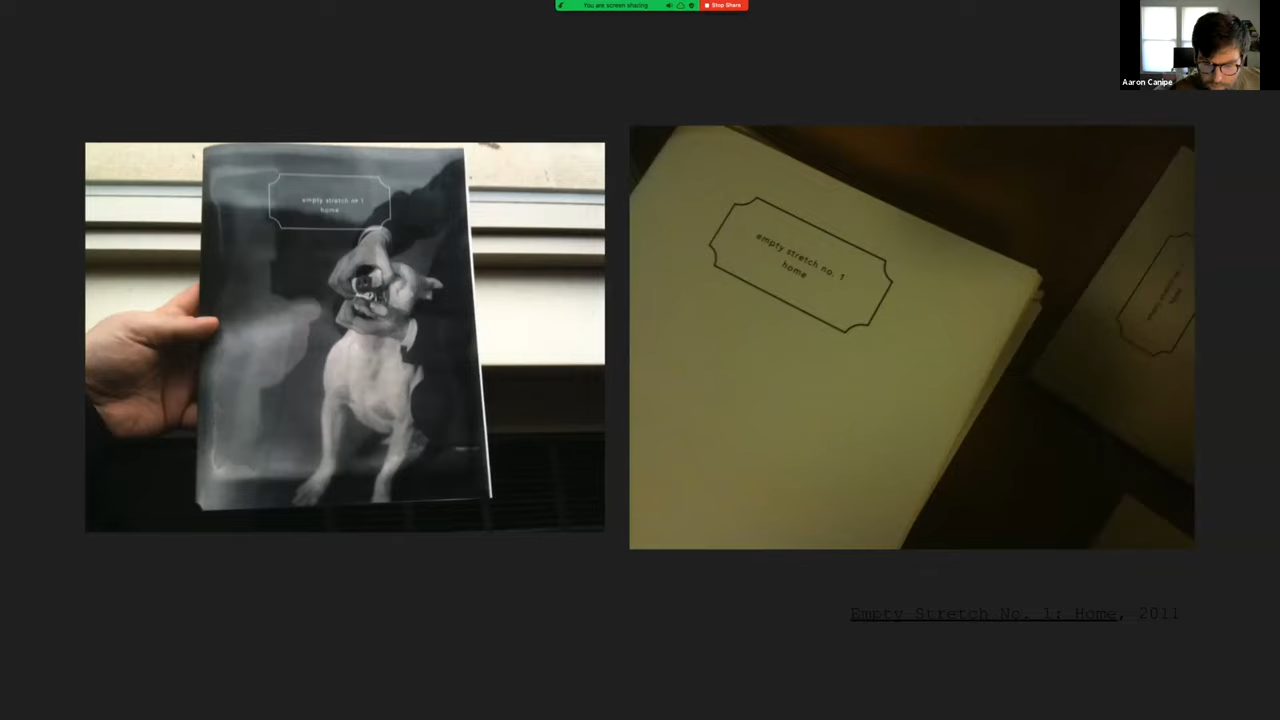 You are screen sharing
Stop Share
Aaron Canipe
empty stretch no 1
home
empty stretch no. 1
home
Empty Stretch No. 1: Home, 2011